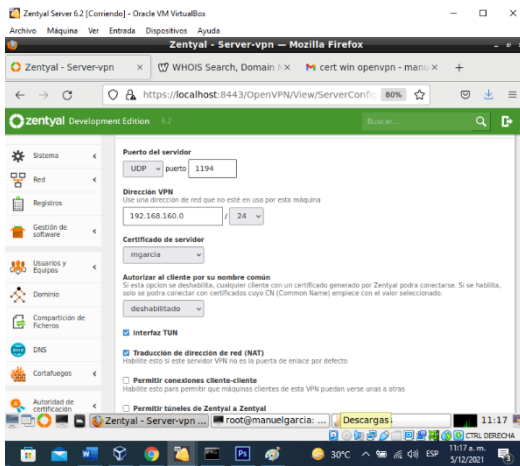 Zentyal Server 6.2 [Corriendo] - Oracle VM VirtualBox
Archivo Máquina Ver Entrada Dispositivos Ayuda
Zentyal - Server-vpn — Mozilla Firefox
Zentyal - Server-vpn
WHOIS Search, Domain N
cert win openvpn - manu
https://localhost:8443/OpenVPN/View/ServerConfig
80%
zentyal Development Edition 6.2
Buscar...
Sistema
Red
Registros
Gestión de software
Usuarios y Equipos
Dominio
Compartición de Ficheros
DNS
Cortafuegos
Autoridad de certificación
Puerto del servidor
UDP puerto 1194
Dirección VPN
Use una dirección de red que no esté en uso por esta máquina
192.168.160.0 / 24
Certificado de servidor
mgarcia
Autorizar al cliente por su nombre común
Si esta opcion se deshabilita, cualquier cliente con un certificado generado por Zentyal podra conectarse. Si se habilita,
solo se podra conectar con certificados cuyo CN (Common Name) empiece con el valor seleccionado.
deshabilitado
interfaz TUN
Traducción de dirección de red (NAT)
Habilite esto si este servidor VPN no es la puerta de enlace por defecto
Permitir conexiones cliente-cliente
Habilite esto para permitir que máquinas clientes de esta VPN puedan verse unas a otras
Permitir túneles de Zentyal a Zentyal
Zentyal - Server-vpn ...
root@manuelgarcia: ...
Descargas
11:17
CTRL DERECHA
30°C
ESP
11:17 a. m.
5/12/2021